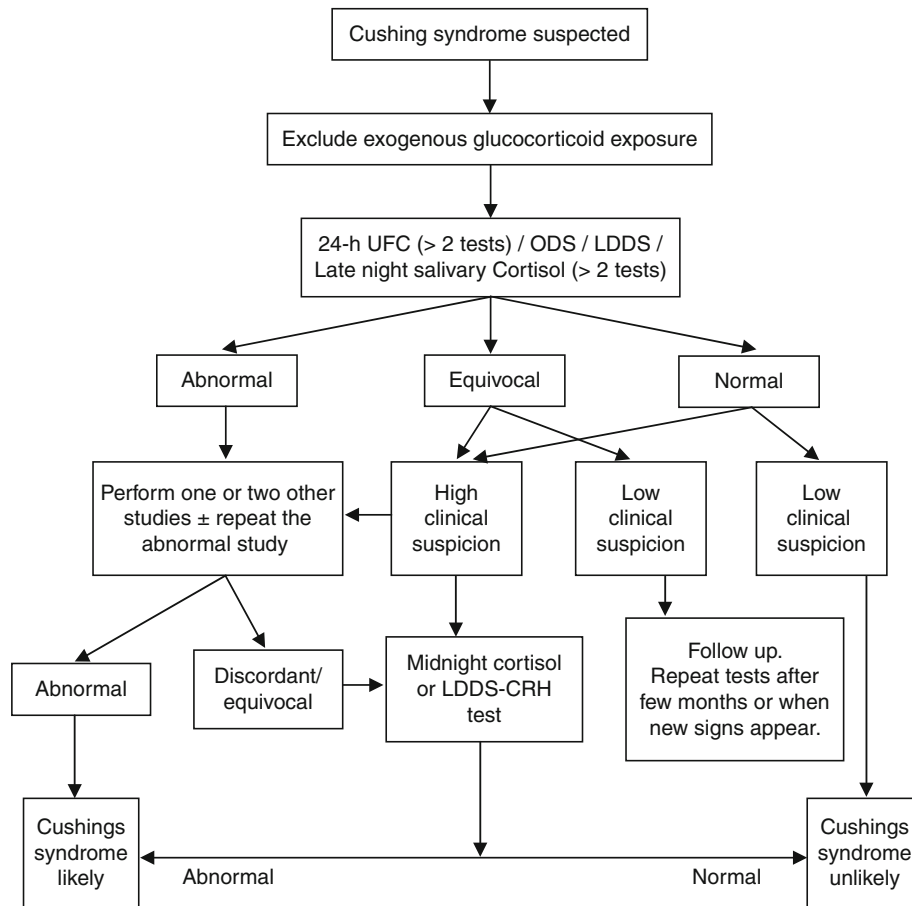 Cushing syndrome suspected
Exclude exogenous glucocorticoid exposure
24-h UFC (> 2 tests) / ODS / LDDS /
Late night salivary Cortisol (> 2 tests)
Abnormal
Equivocal
Normal
Perform one or two other
studies ± repeat the
abnormal study
High
clinical
suspicion
Low
clinical
suspicion
Low
clinical
suspicion
Abnormal
Discordant/
equivocal
Midnight cortisol
or LDDS-CRH
test
Follow up.
Repeat tests after
few months or when
new signs appear.
Cushings
syndrome
likely
Abnormal
Normal
Cushings
syndrome
unlikely